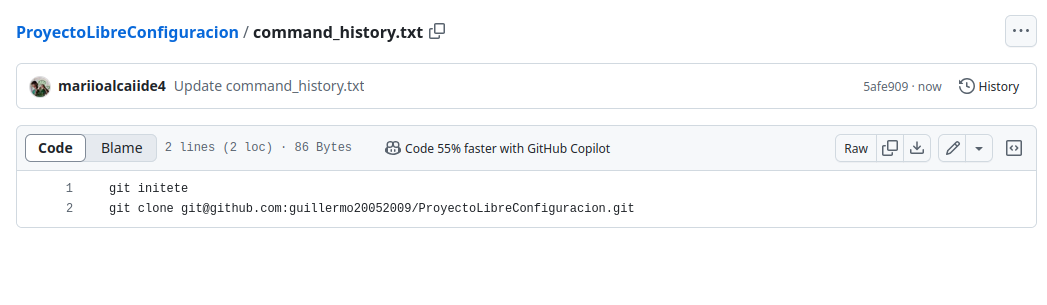 ProyectoLibreConfiguracion / command_history.txt
mariioalcaiide4 Update command_history.txt 5afe909 · now History
Code Blame 2 lines (2 loc) · 86 Bytes Code 55% faster with GitHub Copilot Raw
1 git initete
2 git clone git@github.com:guillermo20052009/ProyectoLibreConfiguracion.git